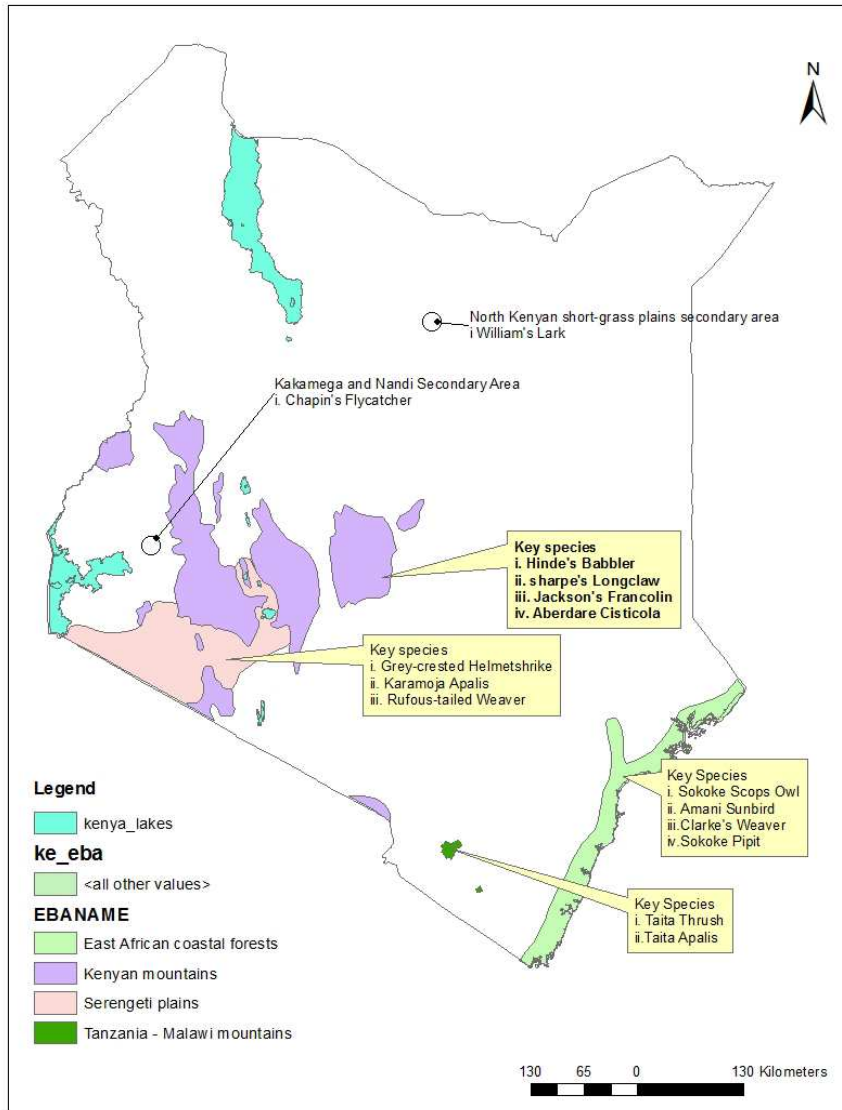 N
North Kenyan short-grass plains secondary area
i William's Lark
Kakamega and Nandi Secondary Area
i. Chapin's Flycatcher
Key species
i. Hinde's Babbler
ii. sharpe's Longclaw
iii. Jackson's Francolin
iv. Aberdare Cisticola
Key species
i. Grey-crested Helmetshrike
ii. Karamoja Apalis
iii. Rufous-tailed Weaver
Key Species
i. Sokoke Scops Owl
ii. Amani Sunbird
iii.Clarke's Weaver
iv.Sokoke Pipit
Key Species
i. Taita Thrush
ii.Taita Apalis
Legend
kenya_lakes
ke_eba
<all other values>
EBANAME
East African coastal forests
Kenyan mountains
Serengeti plains
Tanzania - Malawi mountains
130 65 0 130 Kilometers